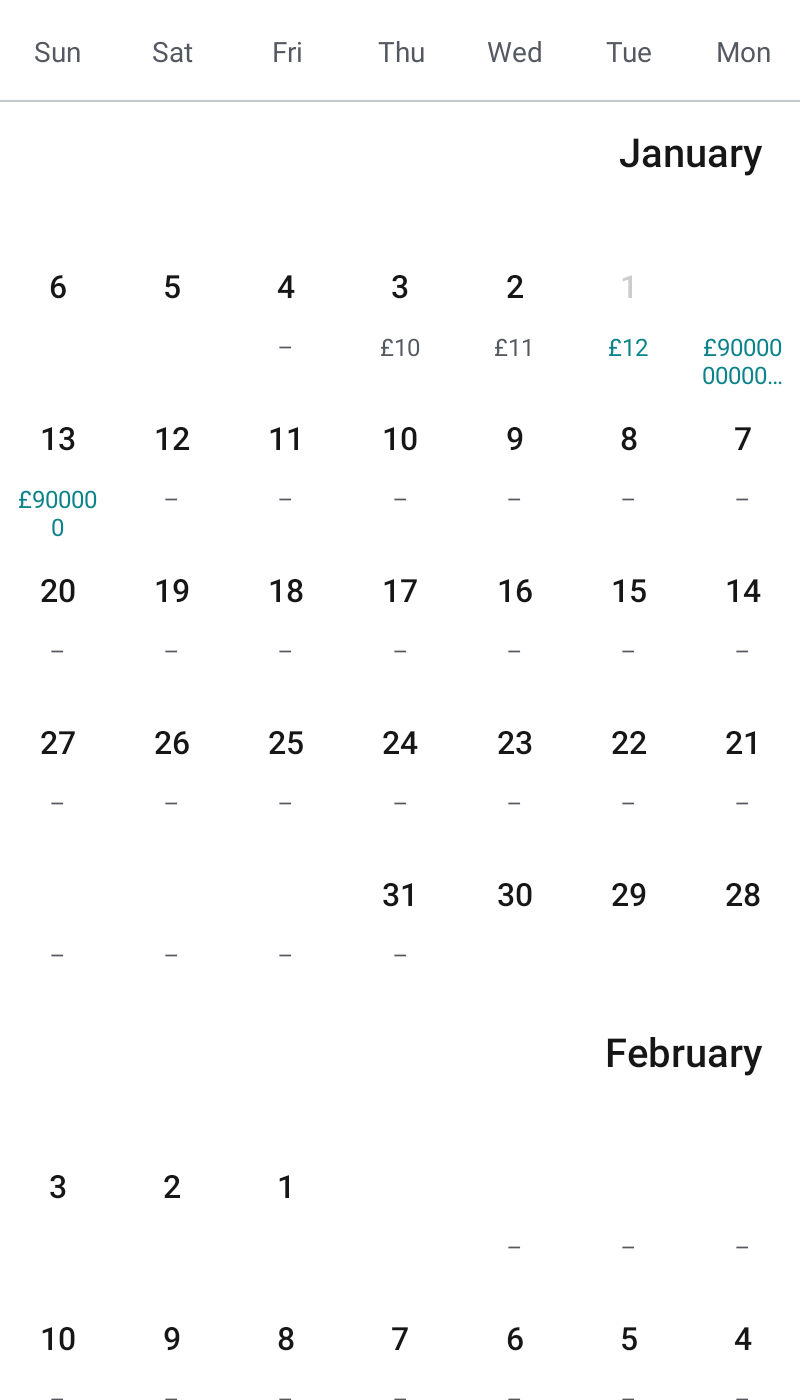 Sun Sat Fri Thu Wed Tue Mon
January
6 5 4 3 2 1
– £10 £11 £12 £90000
00000…
13 12 11 10 9 8 7
£90000 – – – – – –
0
20 19 18 17 16 15 14
– – – – – – –
27 26 25 24 23 22 21
– – – – – – –
31 30 29 28
– – – –
February
3 2 1
– – –
10 9 8 7 6 5 4
– – – – – – –